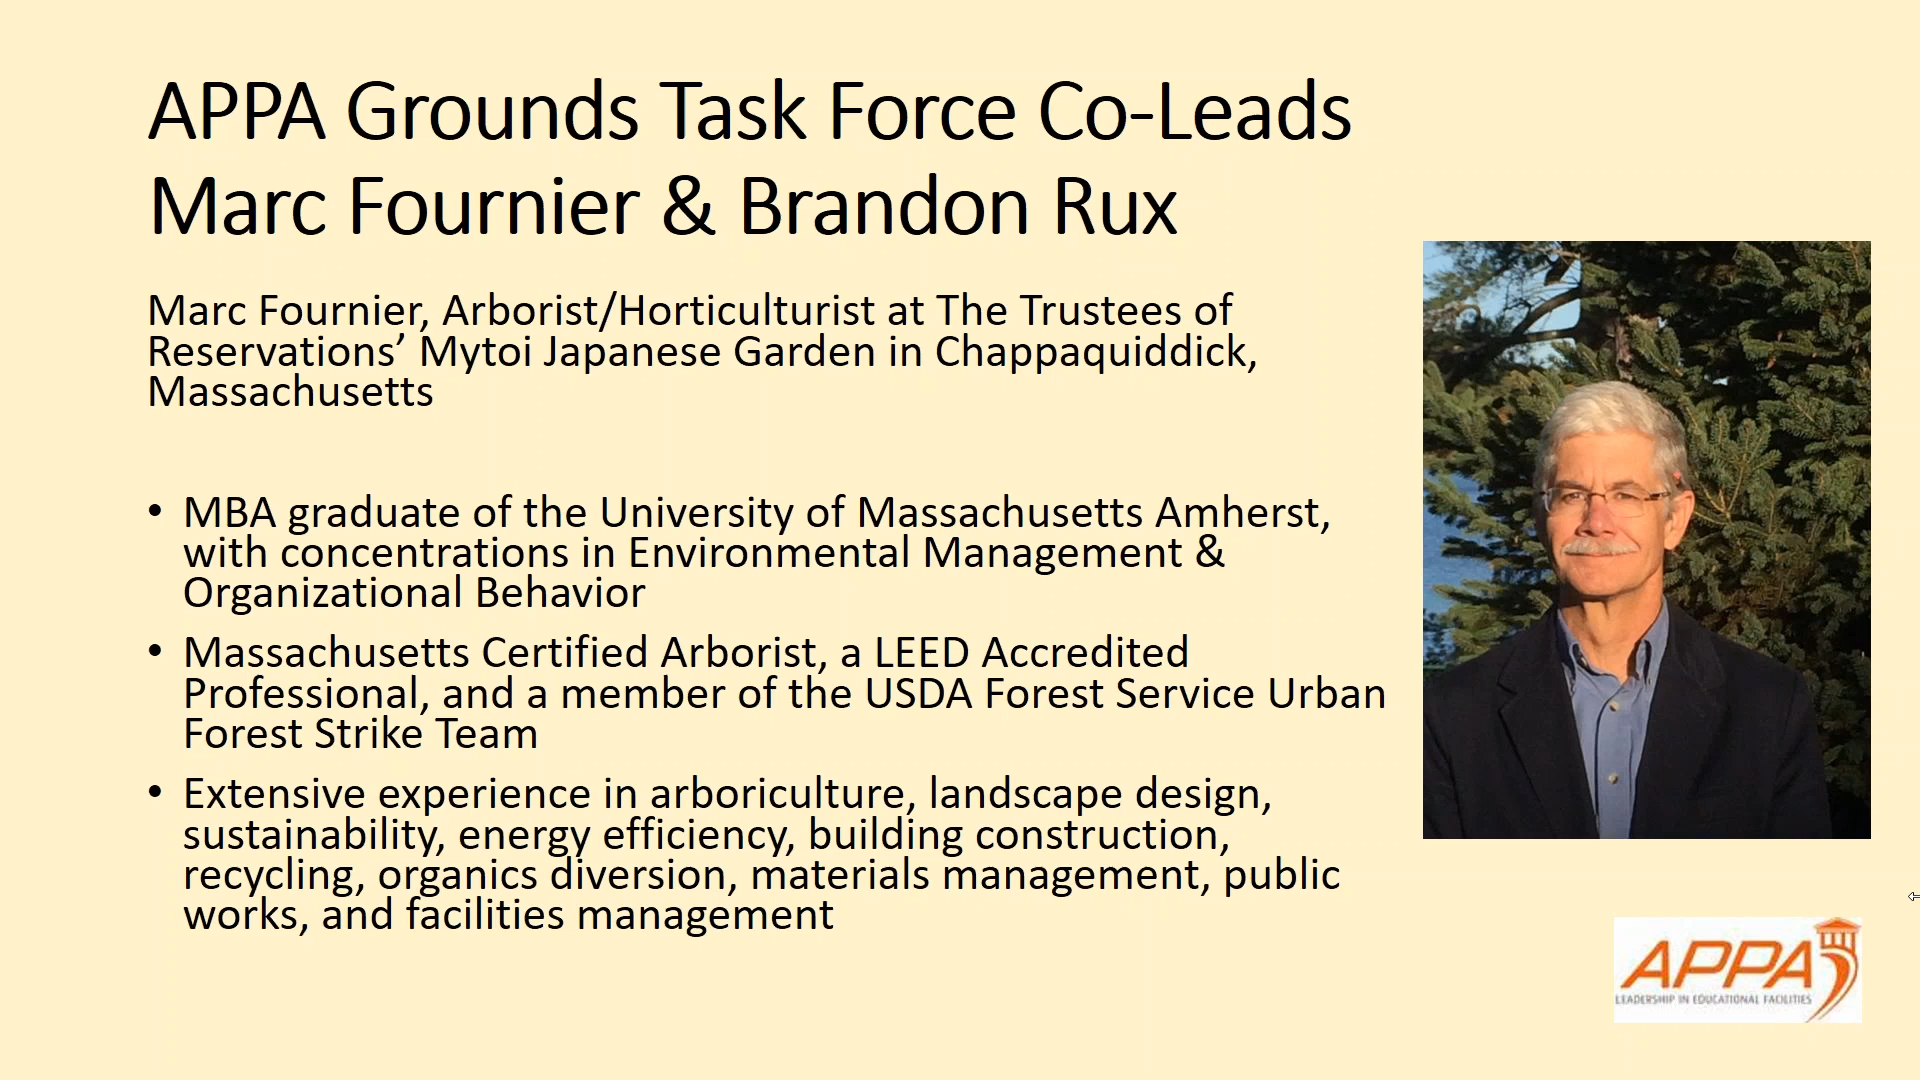 APPA Grounds Task Force Co-Leads
Marc Fournier & Brandon Rux
Marc Fournier, Arborist/Horticulturist at The Trustees of
Reservations’ Mytoi Japanese Garden in Chappaquiddick,
Massachusetts
• MBA graduate of the University of Massachusetts Amherst,
with concentrations in Environmental Management &
Organizational Behavior
• Massachusetts Certified Arborist, a LEED Accredited
Professional, and a member of the USDA Forest Service Urban
Forest Strike Team
• Extensive experience in arboriculture, landscape design,
sustainability, energy efficiency, building construction,
recycling, organics diversion, materials management, public
works, and facilities management
APPA
LEADERSHIP IN EDUCATIONAL FACILITIES